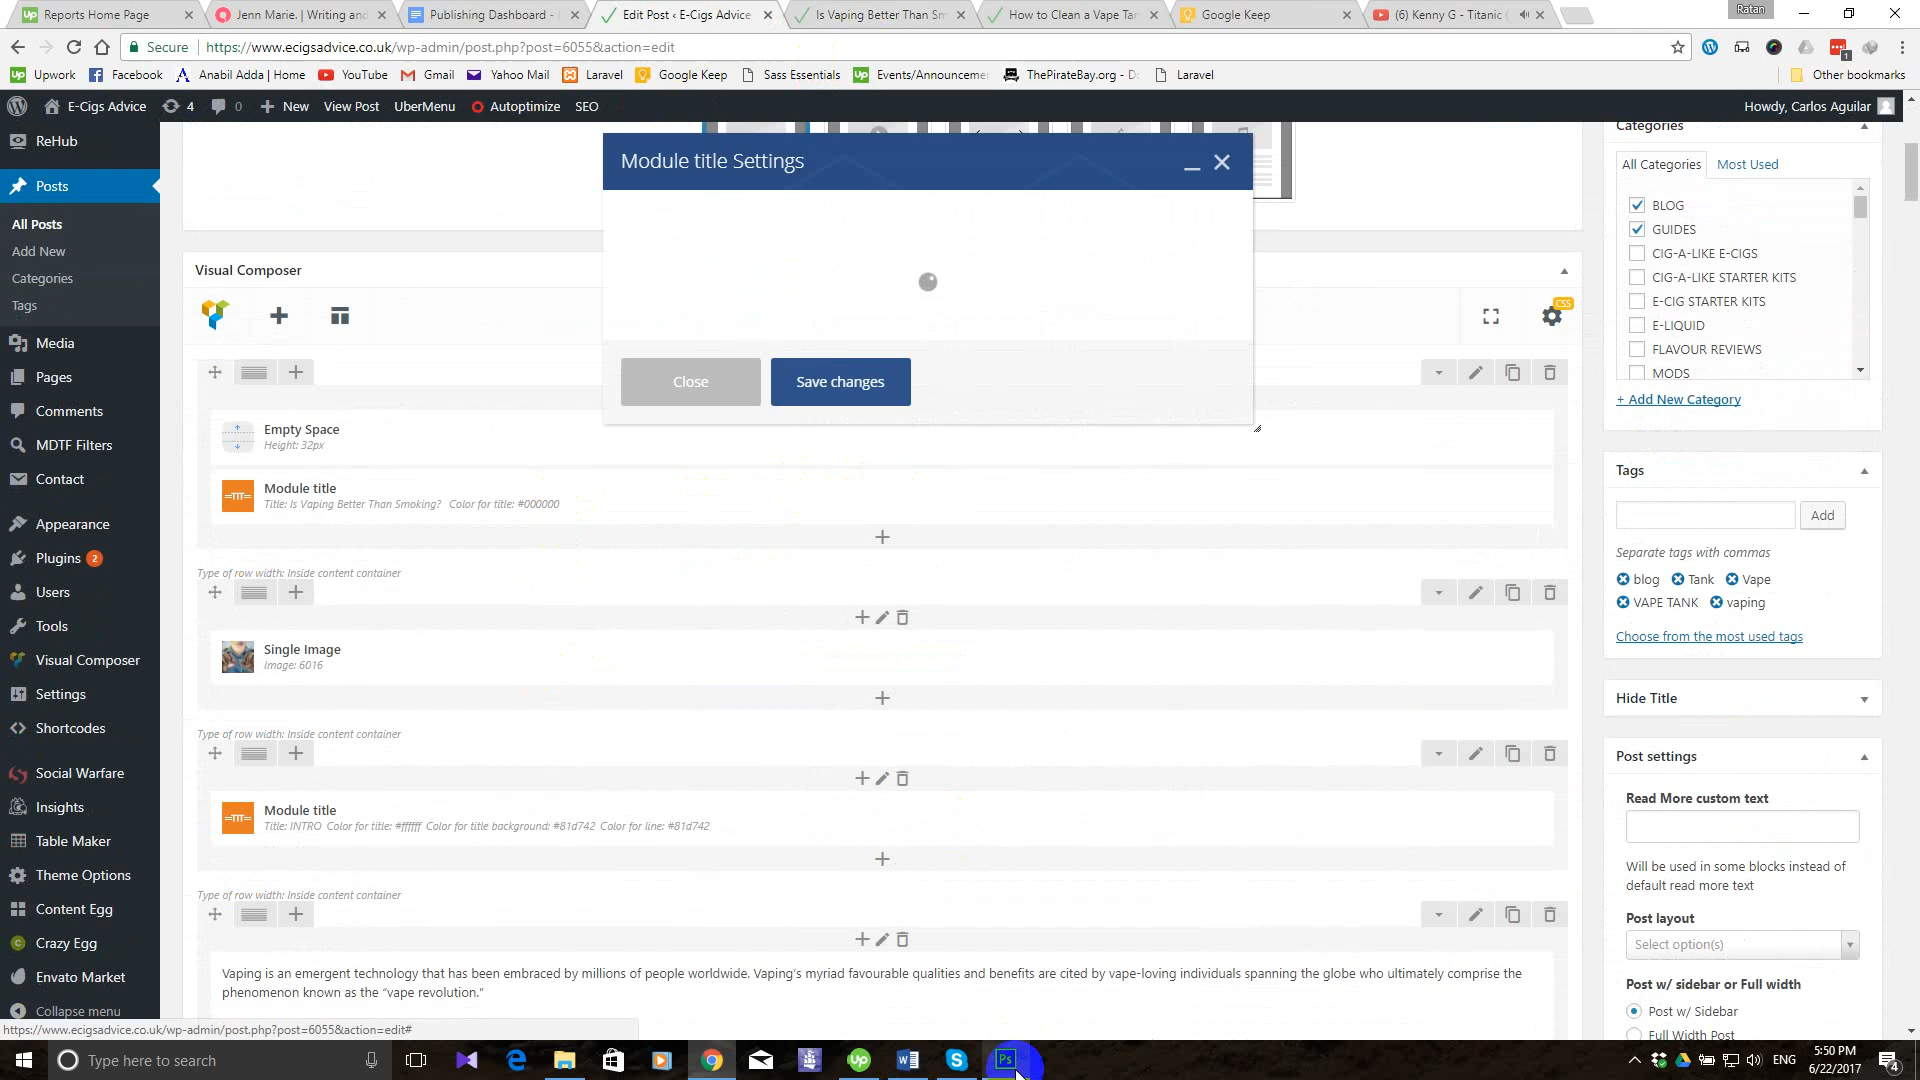 Reports Home Page
Jenn Marie. | Writing and
Publishing Dashboard -
Edit Post ‹ E-Cigs Advice
Is Vaping Better Than Sm
How to Clean a Vape Tan
Google Keep
(6) Kenny G - Titanic
Ratan
Secure
https://www.ecigsadvice.co.uk/wp-admin/post.php?post=6055&action=edit
Upwork
Facebook
Anabil Adda | Home
YouTube
Gmail
Yahoo Mail
Laravel
Google Keep
Sass Essentials
Events/Announceme
ThePirateBay.org - Do
Laravel
Other bookmarks
E-Cigs Advice
4
0
New
View Post
UberMenu
Autoptimize
SEO
Howdy, Carlos Aguilar
ReHub
Posts
All Posts
Add New
Categories
Tags
Media
Pages
Comments
MDTF Filters
Contact
Appearance
Plugins 2
Users
Tools
Visual Composer
Settings
Shortcodes
Social Warfare
Insights
Table Maker
Theme Options
Content Egg
Crazy Egg
Envato Market
Collapse menu
Module title Settings
Close
Save changes
Visual Composer
CSS
Empty Space
Height: 32px
Module title
Title: Is Vaping Better Than Smoking? Color for title: #000000
Type of row width: Inside content container
Single Image
Image: 6016
Type of row width: Inside content container
Module title
Title: INTRO Color for title: #ffffff Color for title background: #81d742 Color for line: #81d742
Type of row width: Inside content container
Vaping is an emergent technology that has been embraced by millions of people worldwide. Vaping's myriad favourable qualities and benefits are cited by vape-loving individuals spanning the globe who ultimately comprise the
phenomenon known as the “vape revolution.”
Categories
All Categories
Most Used
BLOG
GUIDES
CIG-A-LIKE E-CIGS
CIG-A-LIKE STARTER KITS
E-CIG STARTER KITS
E-LIQUID
FLAVOUR REVIEWS
MODS
+ Add New Category
Tags
Add
Separate tags with commas
blog
Tank
Vape
VAPE TANK
vaping
Choose from the most used tags
Hide Title
Post settings
Read More custom text
Will be used in some blocks instead of
default read more text
Post layout
Select option(s)
Post w/ sidebar or Full width
Post w/ Sidebar
Full Width Post
https://www.ecigsadvice.co.uk/wp-admin/post.php?post=6055&action=edit#
Type here to search
Ps
ENG
5:50 PM
6/22/2017
4